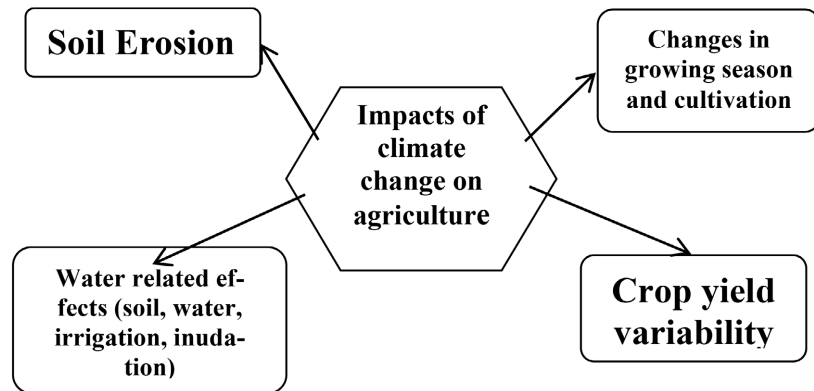 Soil Erosion
Changes in
growing season
and cultivation
Impacts of
climate
change on
agriculture
Water related ef-
fects (soil, water,
irrigation, inuda-
tion)
Crop yield
variability